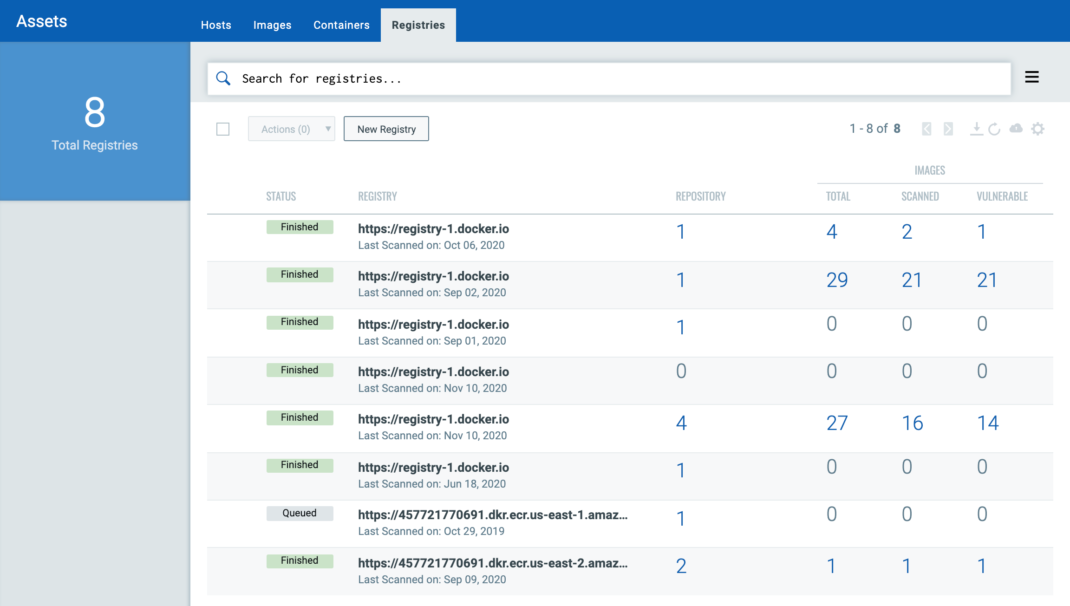 Assets
Hosts Images Containers Registries
8
Total Registries
Search for registries...
Actions (0) New Registry 1 - 8 of 8
IMAGES
STATUS REGISTRY REPOSITORY TOTAL SCANNED VULNERABLE
Finished https://registry-1.docker.io 1 4 2 1
Last Scanned on: Oct 06, 2020
Finished https://registry-1.docker.io 1 29 21 21
Last Scanned on: Sep 02, 2020
Finished https://registry-1.docker.io 1 0 0 0
Last Scanned on: Sep 01, 2020
Finished https://registry-1.docker.io 0 0 0 0
Last Scanned on: Nov 10, 2020
Finished https://registry-1.docker.io 4 27 16 14
Last Scanned on: Nov 10, 2020
Finished https://registry-1.docker.io 1 0 0 0
Last Scanned on: Jun 18, 2020
Queued https://457721770691.dkr.ecr.us-east-1.amaz... 1 0 0 0
Last Scanned on: Oct 29, 2019
Finished https://457721770691.dkr.ecr.us-east-2.amaz... 2 1 1 1
Last Scanned on: Sep 09, 2020